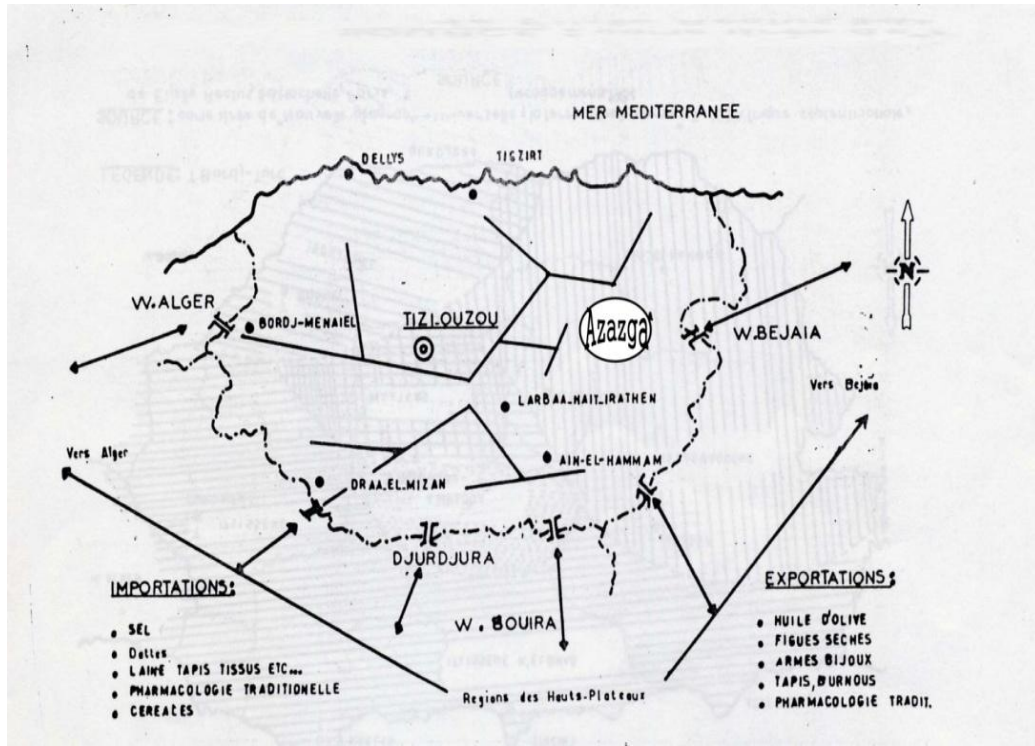 MER MEDITERRANEE
DELLYS
TIGZIRT
W.ALGER
BORDJ-MENAIEL
TIZI.OUZOU
Azazga
W.BEJAIA
N
Vers Bejaia
LARBAA-NAIT-IRATHEN
Vers Alger
AIN-EL-HAMMAM
DRAA.EL.MIZAN
DJURDJURA
W. BOUIRA
Regions des Hauts-Plateaux
IMPORTATIONS:
• SEL
• Dattes
• LAINE TAPIS TISSUS ETC...
• PHARMACOLOGIE TRADITIONELLE
• CEREALES
EXPORTATIONS:
• HUILE D'OLIVE
• FIGUES SECHES
• ARMES BIJOUX
• TAPIS, BURNOUS
• PHARMACOLOGIE TRADIT.